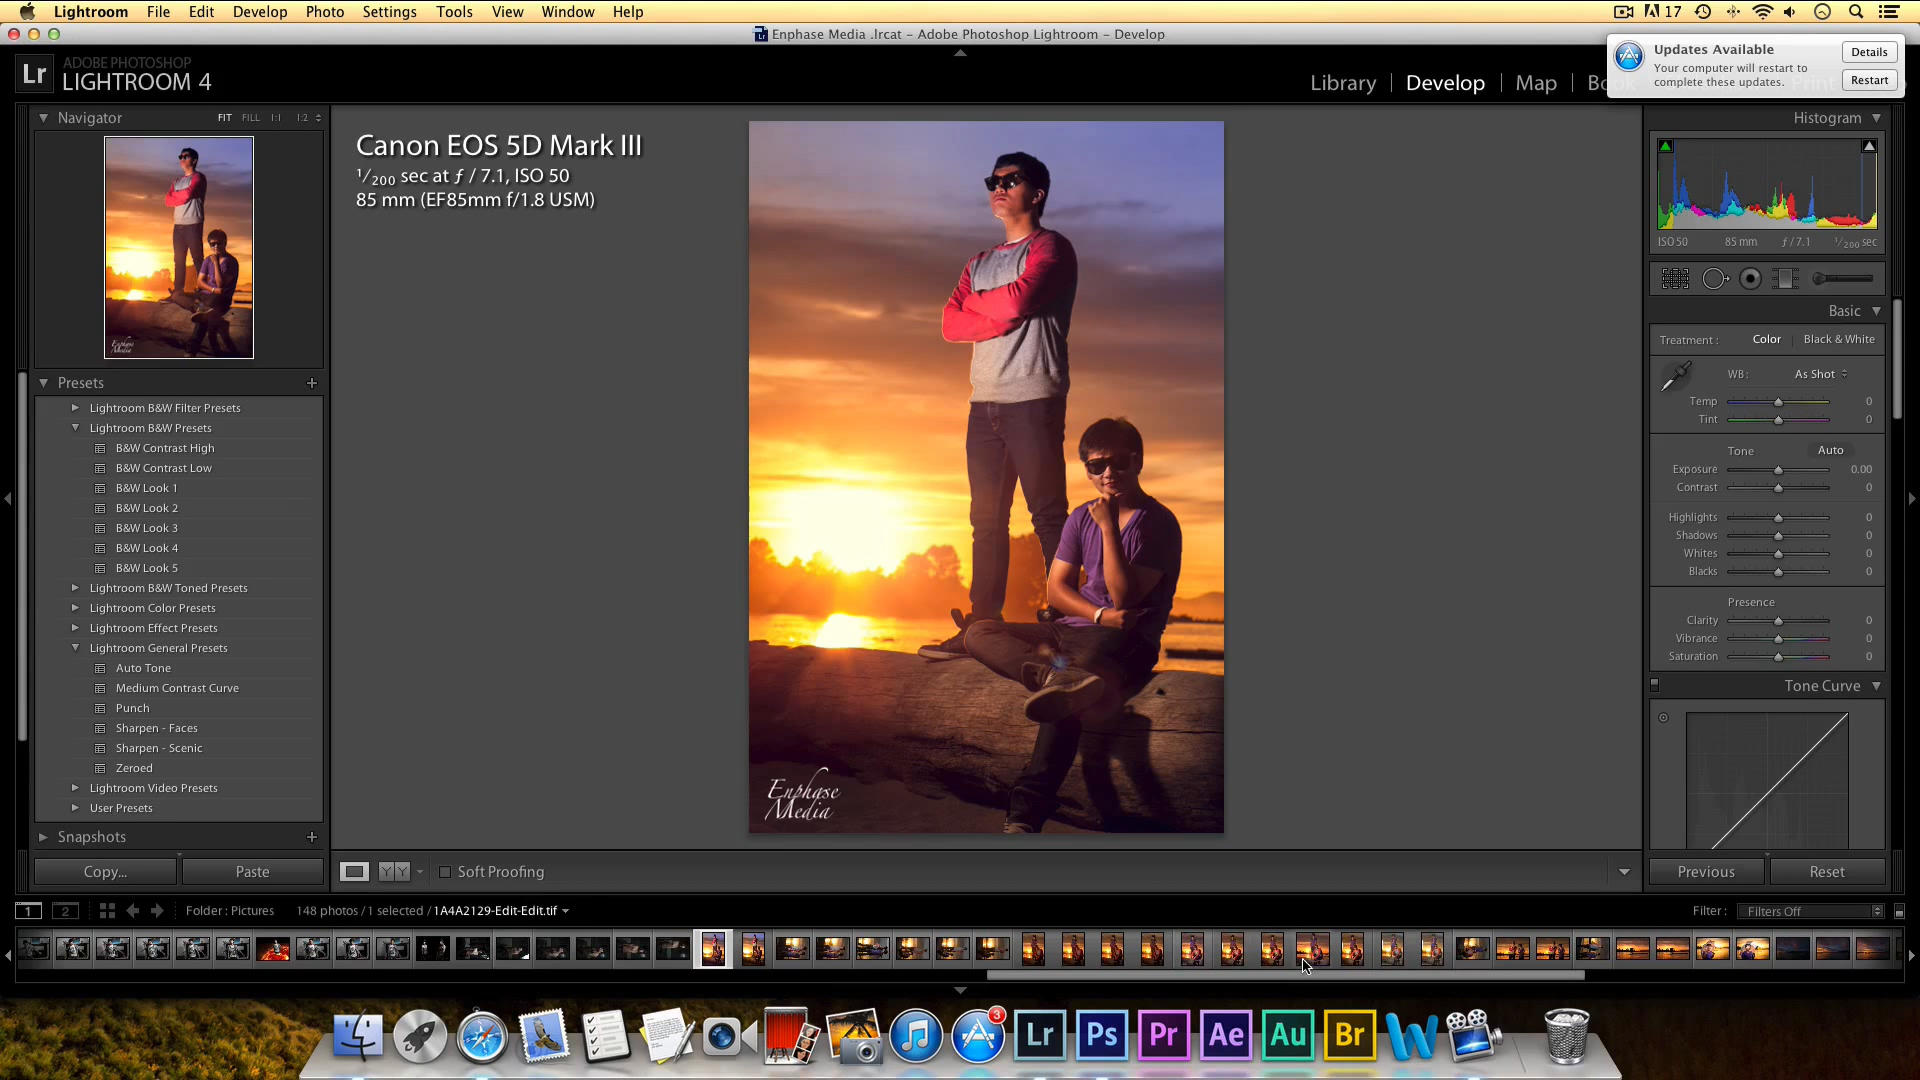 Lightroom File Edit Develop Photo Settings Tools View Window Help 17
Enphase Media .lrcat - Adobe Photoshop Lightroom - Develop
Updates Available
Your computer will restart to
complete these updates.
Details
Restart
Lr ADOBE PHOTOSHOP
LIGHTROOM 4
Library | Develop | Map |
Navigator FIT FILL 1:1 1:2
Canon EOS 5D Mark III
1/200 sec at ƒ / 7.1, ISO 50
85 mm (EF85mm f/1.8 USM)
Enphase
Media
Presets
Lightroom B&W Filter Presets
Lightroom B&W Presets
B&W Contrast High
B&W Contrast Low
B&W Look 1
B&W Look 2
B&W Look 3
B&W Look 4
B&W Look 5
Lightroom B&W Toned Presets
Lightroom Color Presets
Lightroom Effect Presets
Lightroom General Presets
Auto Tone
Medium Contrast Curve
Punch
Sharpen - Faces
Sharpen - Scenic
Zeroed
Lightroom Video Presets
User Presets
Snapshots
Copy... Paste
Enphase
Media
Soft Proofing
Histogram
ISO 50 85 mm ƒ / 7.1 1/200 sec
Basic
Treatment : Color | Black & White
WB : As Shot
Temp 0
Tint 0
Tone Auto
Exposure 0.00
Contrast 0
Highlights 0
Shadows 0
Whites 0
Blacks 0
Presence
Clarity 0
Vibrance 0
Saturation 0
Tone Curve
Previous Reset
1 2 Folder : Pictures 148 photos / 1 selected / 1A4A2129-Edit-Edit.tif Filter : Filters Off
3
Lr Ps Pr Ae Au Br W